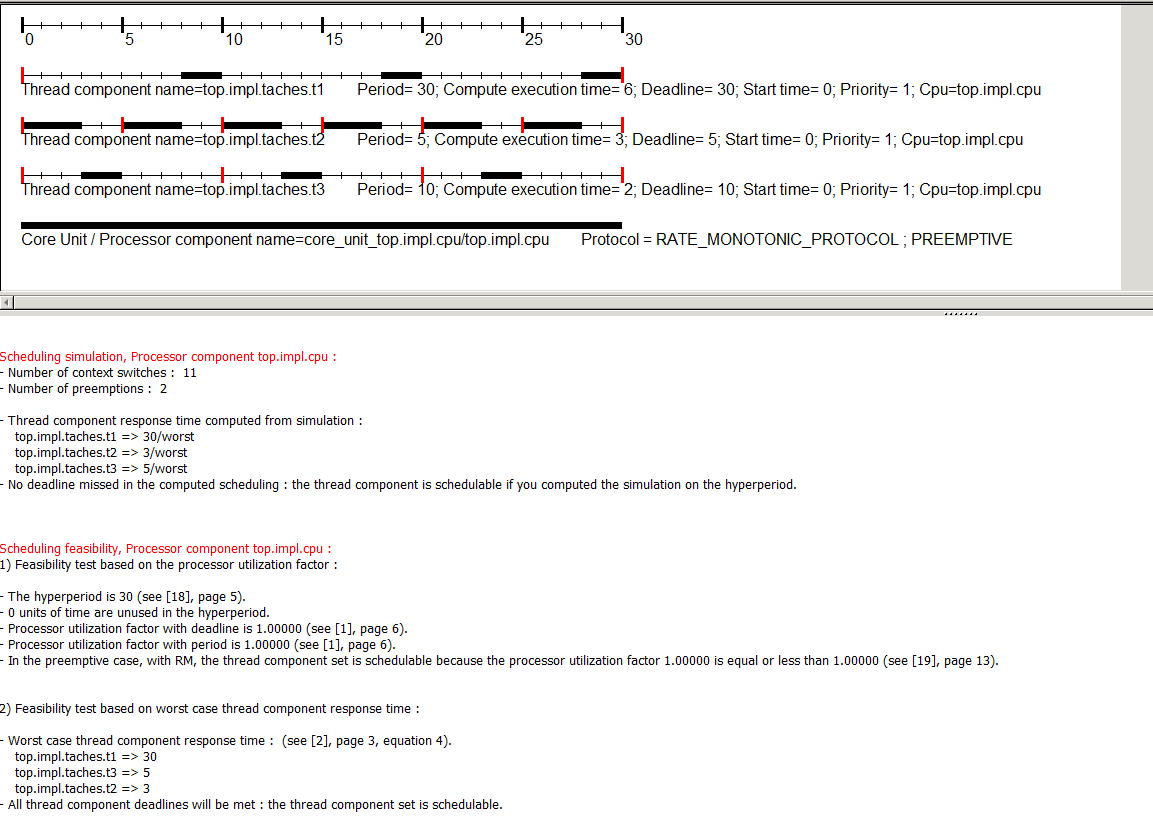 0 5 10 15 20 25 30
Thread component name=top.impl.taches.t1 Period= 30; Compute execution time= 6; Deadline= 30; Start time= 0; Priority= 1; Cpu=top.impl.cpu
Thread component name=top.impl.taches.t2 Period= 5; Compute execution time= 3; Deadline= 5; Start time= 0; Priority= 1; Cpu=top.impl.cpu
Thread component name=top.impl.taches.t3 Period= 10; Compute execution time= 2; Deadline= 10; Start time= 0; Priority= 1; Cpu=top.impl.cpu
Core Unit / Processor component name=core_unit_top.impl.cpu/top.impl.cpu Protocol = RATE_MONOTONIC_PROTOCOL ; PREEMPTIVE
Scheduling simulation, Processor component top.impl.cpu :
- Number of context switches : 11
- Number of preemptions : 2
- Thread component response time computed from simulation :
top.impl.taches.t1 => 30/worst
top.impl.taches.t2 => 3/worst
top.impl.taches.t3 => 5/worst
- No deadline missed in the computed scheduling : the thread component is schedulable if you computed the simulation on the hyperperiod.
Scheduling feasibility, Processor component top.impl.cpu :
1) Feasibility test based on the processor utilization factor :
- The hyperperiod is 30 (see [18], page 5).
- 0 units of time are unused in the hyperperiod.
- Processor utilization factor with deadline is 1.00000 (see [1], page 6).
- Processor utilization factor with period is 1.00000 (see [1], page 6).
- In the preemptive case, with RM, the thread component set is schedulable because the processor utilization factor 1.00000 is equal or less than 1.00000 (see [19], page 13).
2) Feasibility test based on worst case thread component response time :
- Worst case thread component response time : (see [2], page 3, equation 4).
top.impl.taches.t1 => 30
top.impl.taches.t3 => 5
top.impl.taches.t2 => 3
- All thread component deadlines will be met : the thread component set is schedulable.